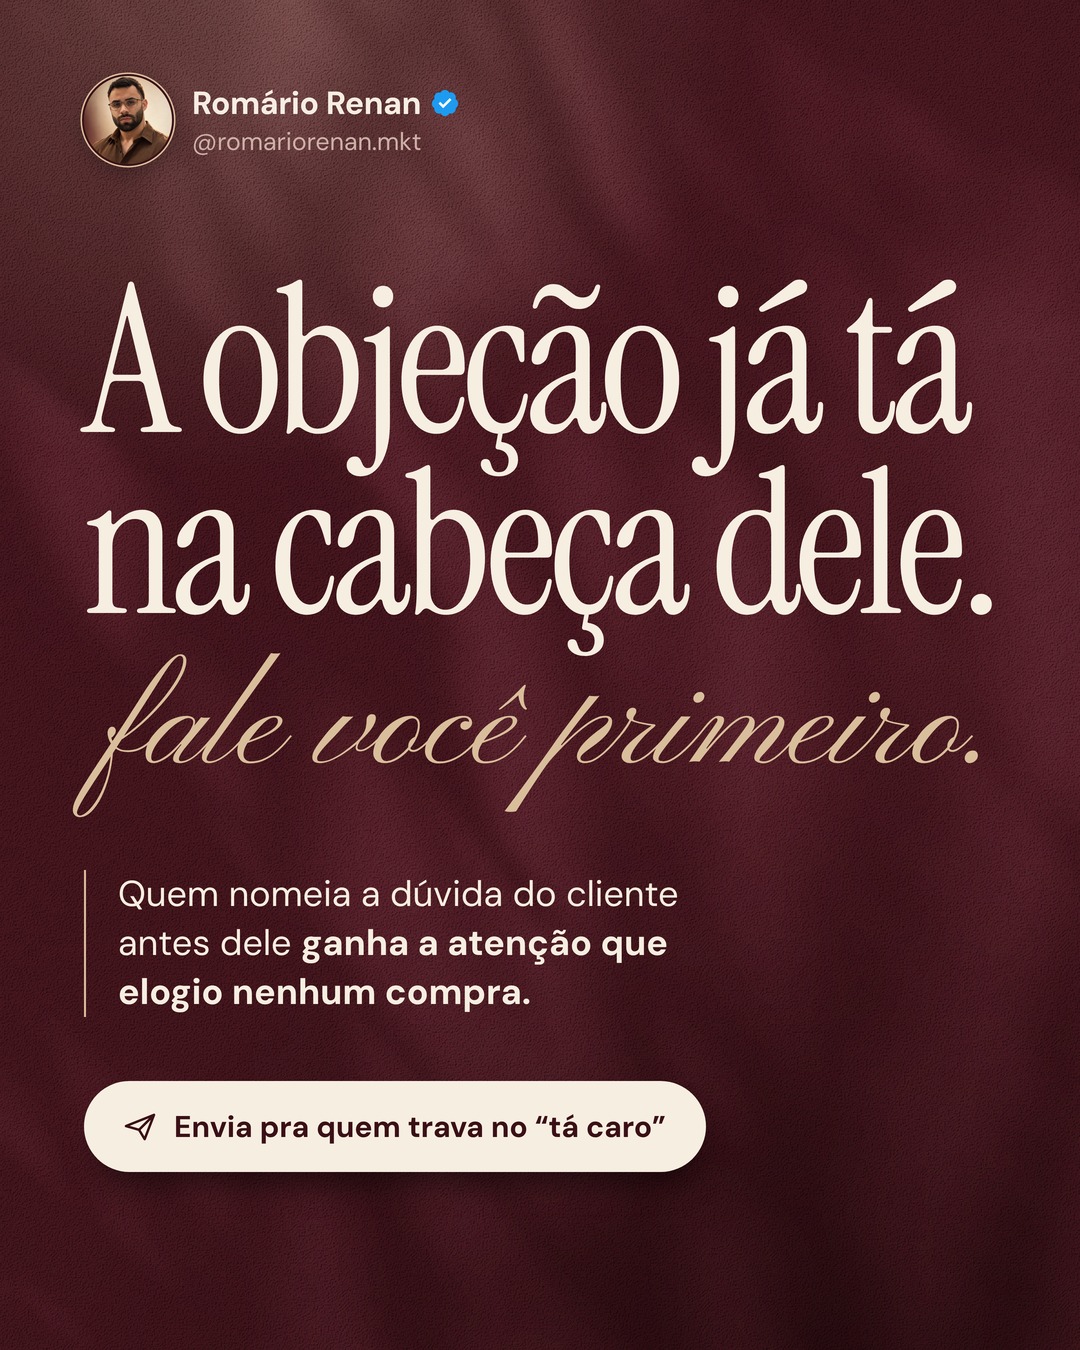 Romário Renan
@romariorenan.mkt
A objeção já tá
na cabeça dele.
fale você primeiro.
Quem nomeia a dúvida do cliente
antes dele ganha a atenção que
elogio nenhum compra.
Envia pra quem trava no “tá caro”